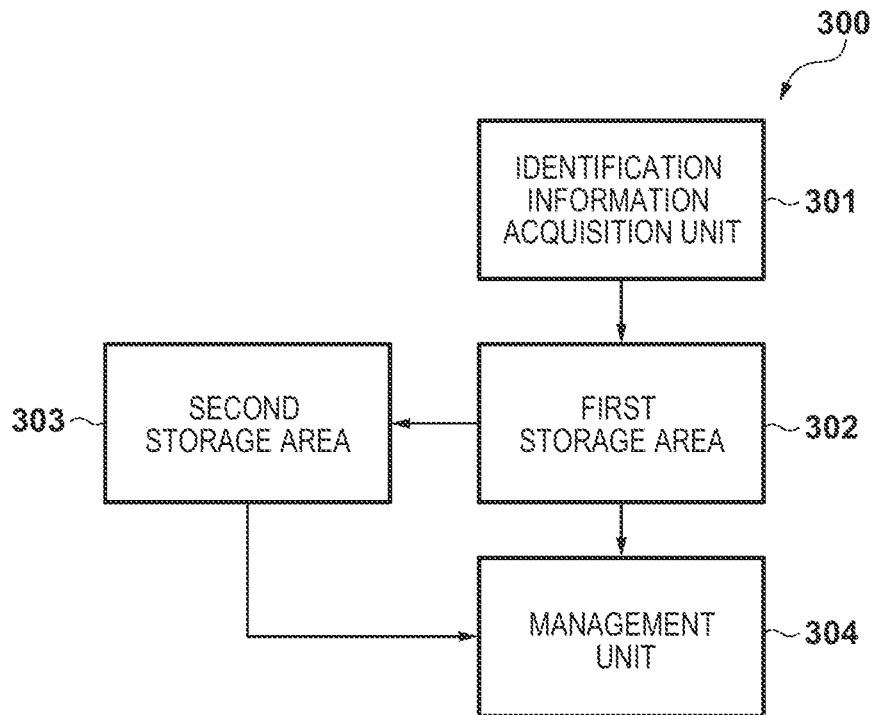 300
IDENTIFICATION
INFORMATION
ACQUISITION UNIT
301
303
SECOND
STORAGE AREA
FIRST
STORAGE AREA
302
MANAGEMENT
UNIT
304